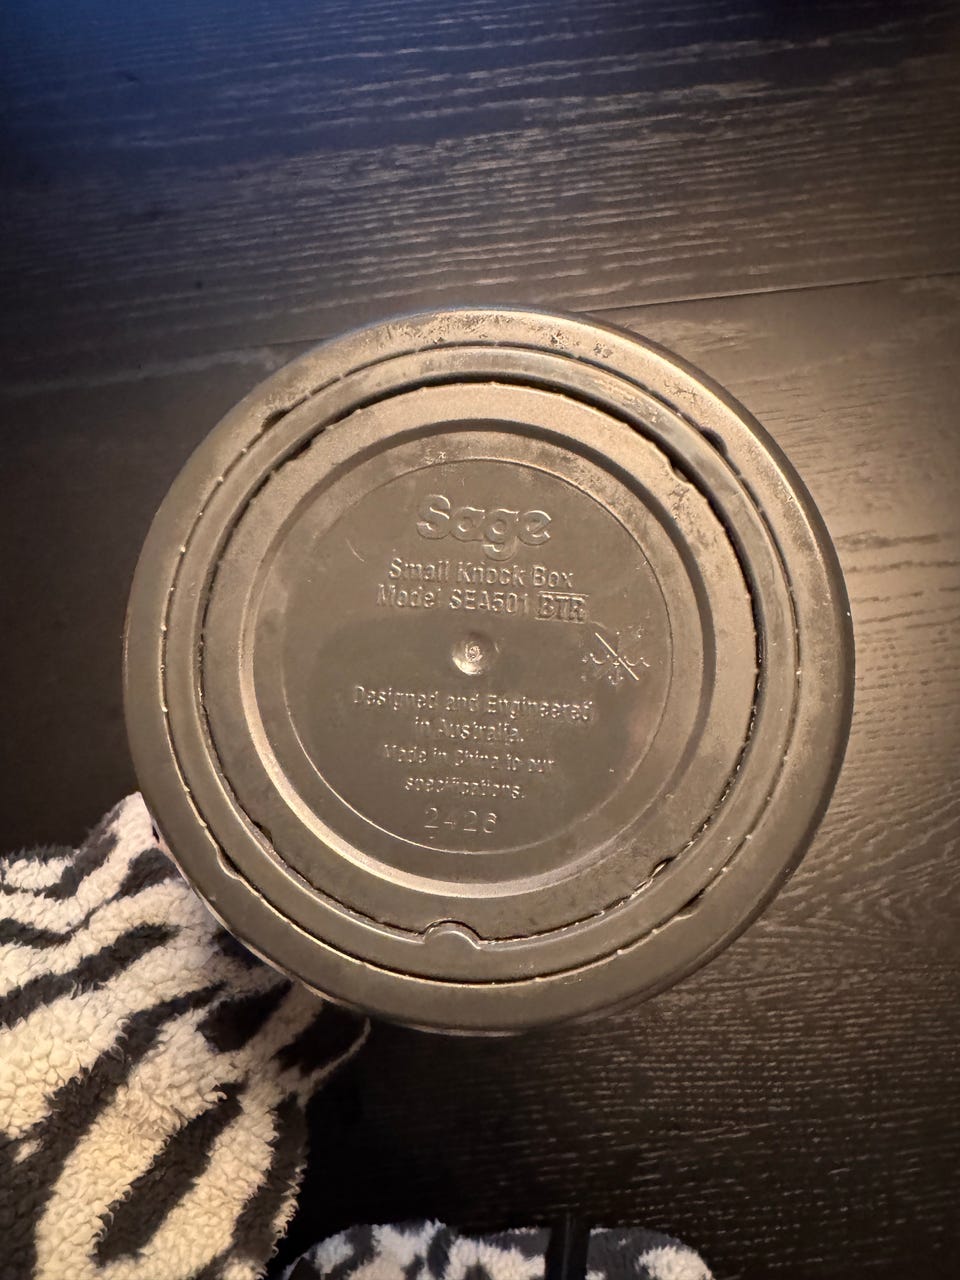 Sage
Small Knock Box
Model SEA501 BTR
Designed and Engineered
in Australia.
Made in China to our
specifications.
2426